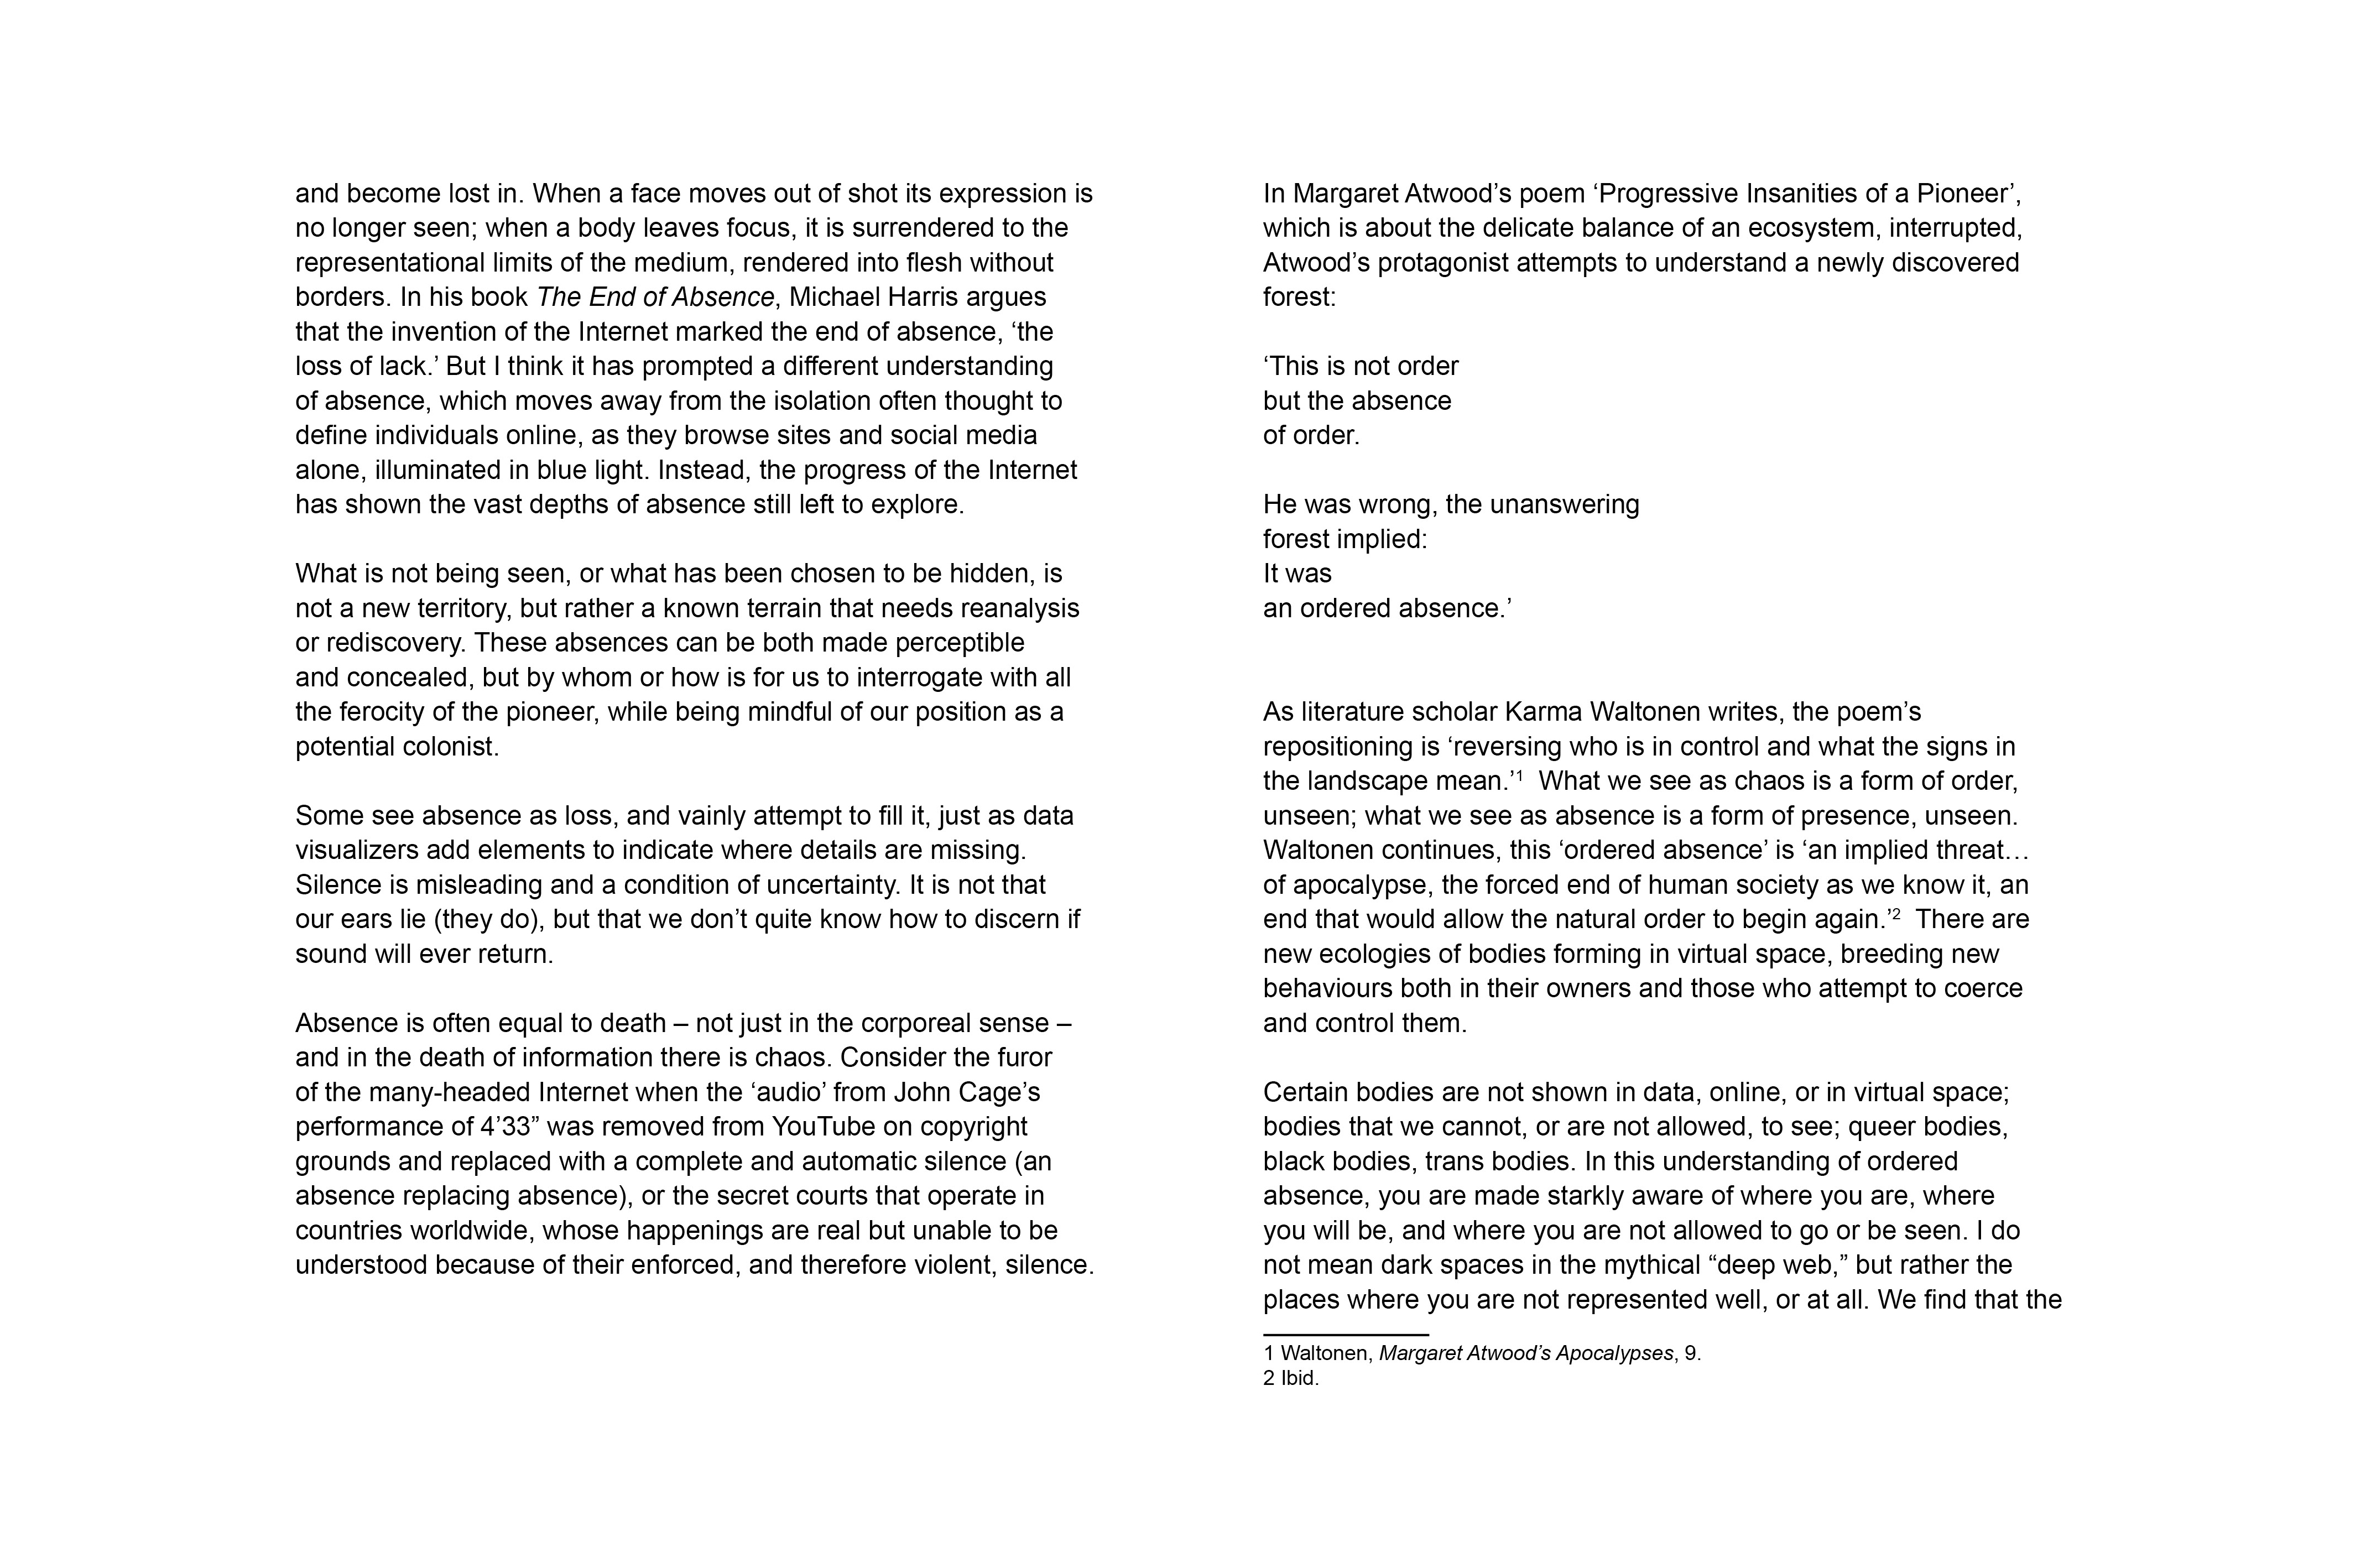 and become lost in. When a face moves out of shot its expression is
no longer seen; when a body leaves focus, it is surrendered to the
representational limits of the medium, rendered into flesh without
borders. In his book The End of Absence, Michael Harris argues
that the invention of the Internet marked the end of absence, ‘the
loss of lack.’ But I think it has prompted a different understanding
of absence, which moves away from the isolation often thought to
define individuals online, as they browse sites and social media
alone, illuminated in blue light. Instead, the progress of the Internet
has shown the vast depths of absence still left to explore.
What is not being seen, or what has been chosen to be hidden, is
not a new territory, but rather a known terrain that needs reanalysis
or rediscovery. These absences can be both made perceptible
and concealed, but by whom or how is for us to interrogate with all
the ferocity of the pioneer, while being mindful of our position as a
potential colonist.
Some see absence as loss, and vainly attempt to fill it, just as data
visualizers add elements to indicate where details are missing.
Silence is misleading and a condition of uncertainty. It is not that
our ears lie (they do), but that we don’t quite know how to discern if
sound will ever return.
Absence is often equal to death – not just in the corporeal sense –
and in the death of information there is chaos. Consider the furor
of the many-headed Internet when the ‘audio’ from John Cage’s
performance of 4’33” was removed from YouTube on copyright
grounds and replaced with a complete and automatic silence (an
absence replacing absence), or the secret courts that operate in
countries worldwide, whose happenings are real but unable to be
understood because of their enforced, and therefore violent, silence.
In Margaret Atwood’s poem ‘Progressive Insanities of a Pioneer’,
which is about the delicate balance of an ecosystem, interrupted,
Atwood’s protagonist attempts to understand a newly discovered
forest:
‘This is not order
but the absence
of order.
He was wrong, the unanswering
forest implied:
It was
an ordered absence.’
As literature scholar Karma Waltonen writes, the poem’s
repositioning is ‘reversing who is in control and what the signs in
the landscape mean.’1 What we see as chaos is a form of order,
unseen; what we see as absence is a form of presence, unseen.
Waltonen continues, this ‘ordered absence’ is ‘an implied threat…
of apocalypse, the forced end of human society as we know it, an
end that would allow the natural order to begin again.’2 There are
new ecologies of bodies forming in virtual space, breeding new
behaviours both in their owners and those who attempt to coerce
and control them.
Certain bodies are not shown in data, online, or in virtual space;
bodies that we cannot, or are not allowed, to see; queer bodies,
black bodies, trans bodies. In this understanding of ordered
absence, you are made starkly aware of where you are, where
you will be, and where you are not allowed to go or be seen. I do
not mean dark spaces in the mythical “deep web,” but rather the
places where you are not represented well, or at all. We find that the
1 Waltonen, Margaret Atwood’s Apocalypses, 9.
2 Ibid.